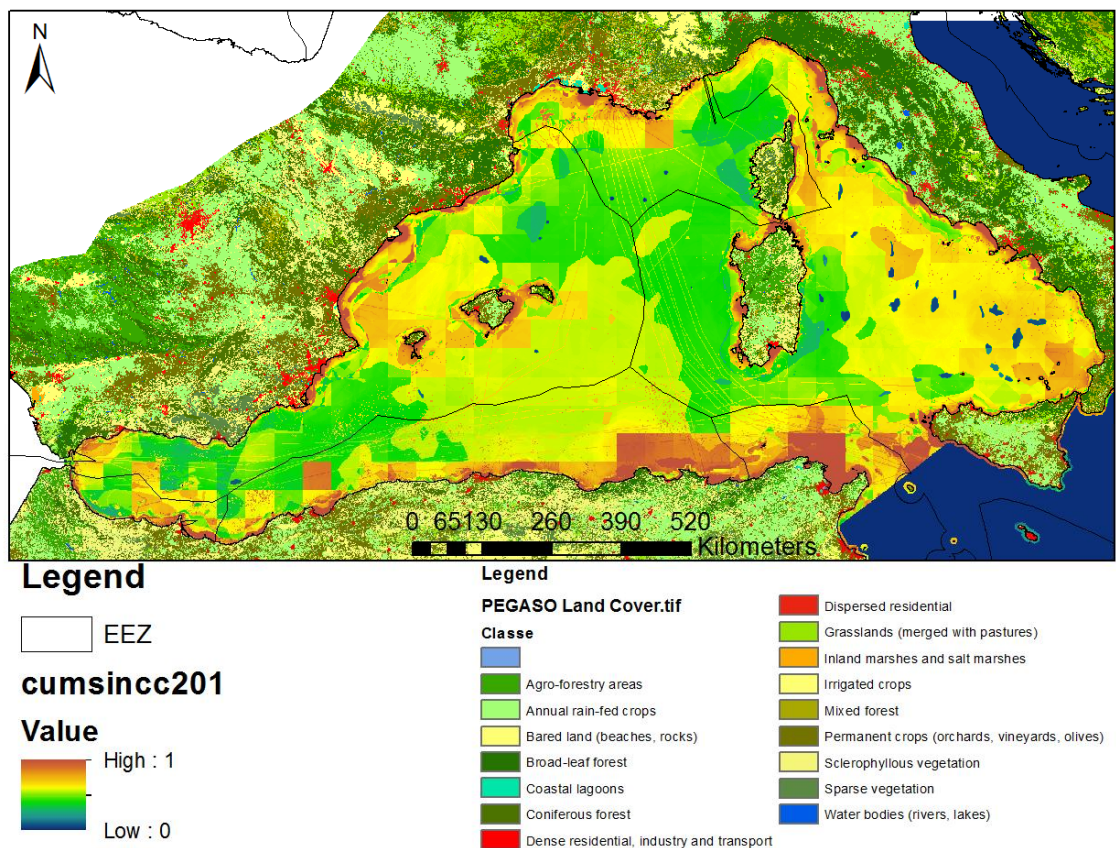 N
0 65130 260 390 520
Kilometers
Legend
EEZ
cumsincc201
Value
High : 1
Low : 0
Legend
PEGASO Land Cover.tif
Classe
Agro-forestry areas
Annual rain-fed crops
Bared land (beaches, rocks)
Broad-leaf forest
Coastal lagoons
Coniferous forest
Dense residential, industry and transport
Dispersed residential
Grasslands (merged with pastures)
Inland marshes and salt marshes
Irrigated crops
Mixed forest
Permanent crops (orchards, vineyards, olives)
Sclerophyllous vegetation
Sparse vegetation
Water bodies (rivers, lakes)